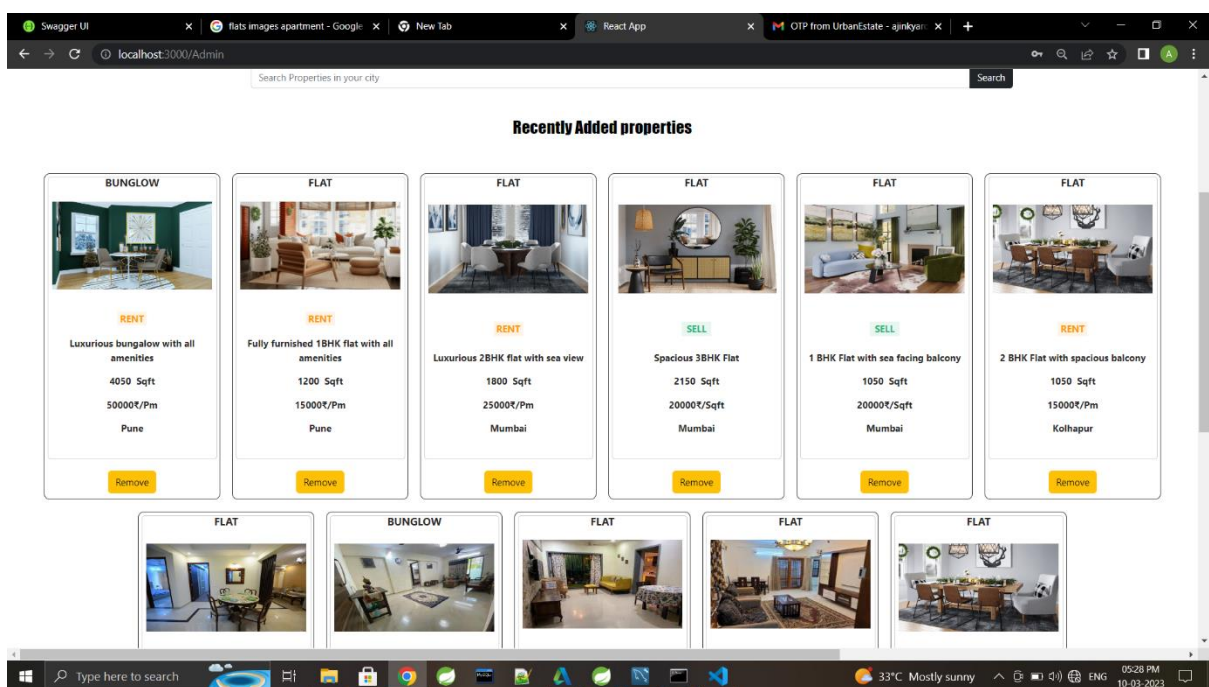 Swagger UI
flats images apartment - Google
New Tab
React App
OTP from UrbanEstate - ajinkyar
localhost:3000/Admin
A
Search Properties in your city
Search
Recently Added properties
BUNGLOW
RENT
Luxurious bungalow with all
amenities
4050 Sqft
50000₹/Pm
Pune
Remove
FLAT
RENT
Fully furnished 1BHK flat with all
amenities
1200 Sqft
15000₹/Pm
Pune
Remove
FLAT
RENT
Luxurious 2BHK flat with sea view
1800 Sqft
25000₹/Pm
Mumbai
Remove
FLAT
SELL
Spacious 3BHK Flat
2150 Sqft
20000₹/Sqft
Mumbai
Remove
FLAT
SELL
1 BHK Flat with sea facing balcony
1050 Sqft
20000₹/Sqft
Mumbai
Remove
FLAT
RENT
2 BHK Flat with spacious balcony
1050 Sqft
15000₹/Pm
Kolhapur
Remove
FLAT
BUNGLOW
FLAT
FLAT
FLAT
Type here to search
33°C Mostly sunny
ENG
05:28 PM
10-03-2023